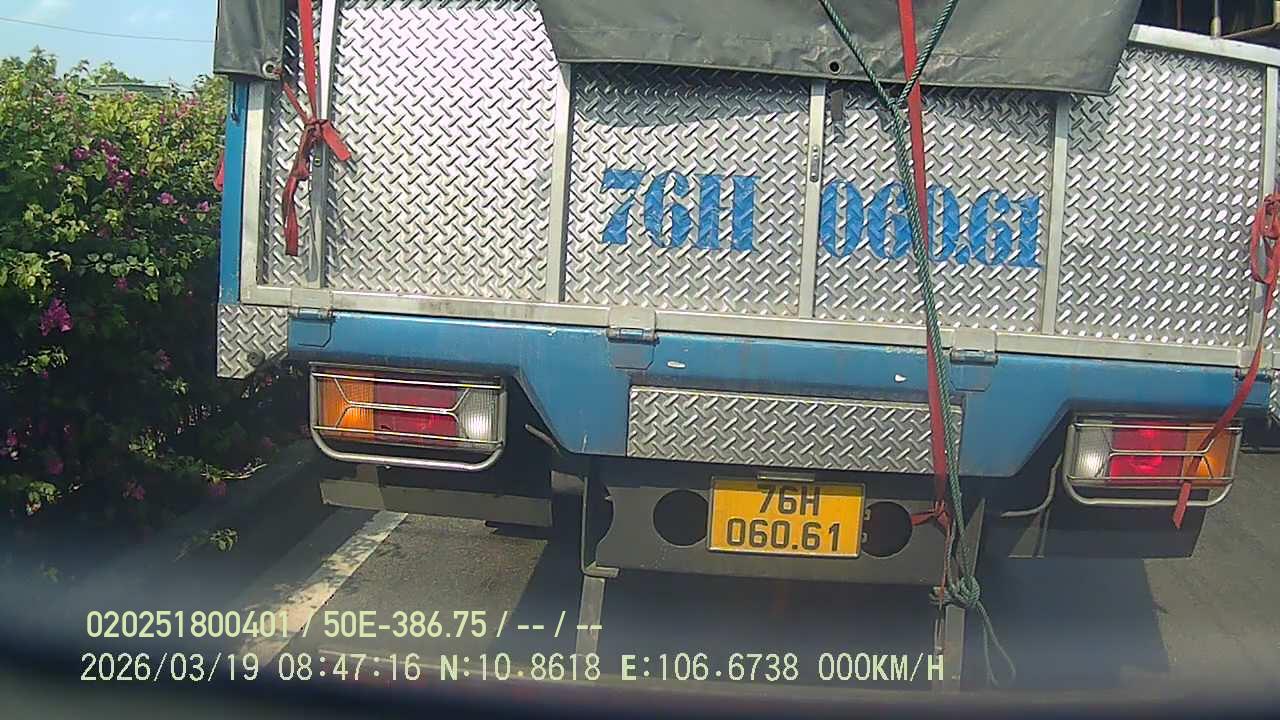 76H 060.61
76H
060.61
020251800401 / 50E-386.75 / -- / --
2026/03/19 08:47:16 N:10.8618 E:106.6738 000KM/H